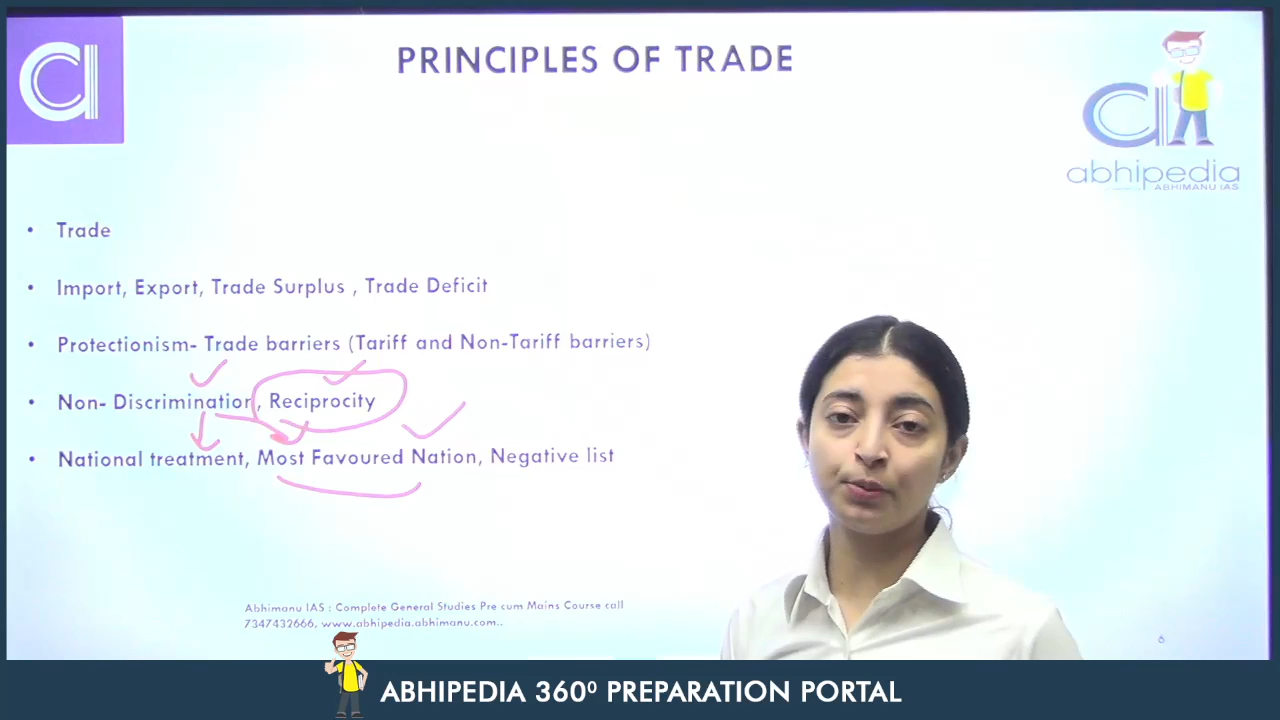 PRINCIPLES OF TRADE
abhipedia
ABHIMANU IAS
• Trade
• Import, Export, Trade Surplus , Trade Deficit
• Protectionism- Trade barriers (Tariff and Non-Tariff barriers)
• Non- Discrimination , Reciprocity
• National treatment, Most Favoured Nation, Negative list
Abhimanu IAS : Complete General Studies Pre cum Mains Course call
7347432666, www.abhipedia.abhimanu.com..
6
ABHIPEDIA 360⁰ PREPARATION PORTAL